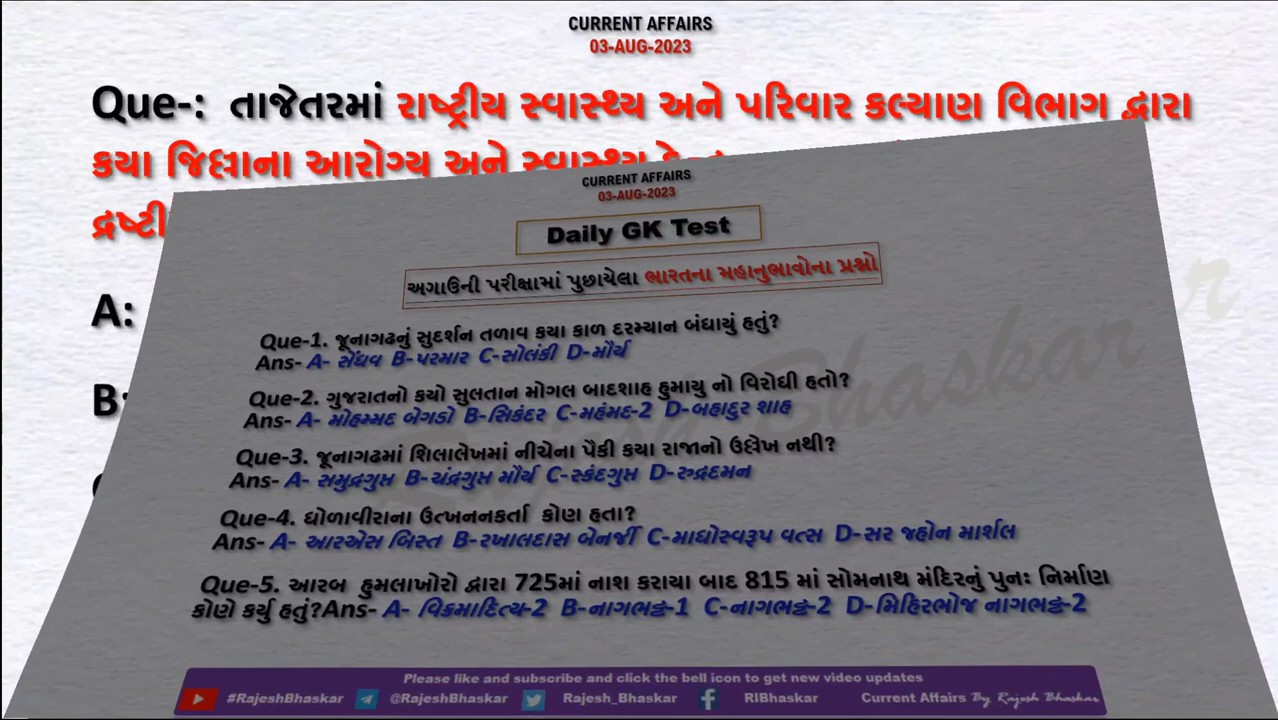 CURRENT AFFAIRS
03-AUG-2023
Que-: તાજેતરમાં રાષ્ટ્રીય સ્વાસ્થ્ય અને પરિવાર કલ્યાણ વિભાગ દ્વારા
કયા જિલ્લાના આરોગ્ય અને સ્વાસ્થ્ય
A:
B:
CURRENT AFFAIRS
03-AUG-2023
Daily GK Test
અગાઉની પરીક્ષામાં પુછાયેલા ભારતના મહાનુભાવોના પ્રશ્નો
Que-1. જૂનાગઢનું સુદર્શન તળાવ કયા કાળ દરમ્યાન બંધાયું હતું?
Ans- A- સેંધવ B-પરમાર C-સોલંકી D-મૌર્ય
Que-2. ગુજરાતનો કયો સુલતાન મોગલ બાદશાહ હુમાયુ નો વિરોધી હતો?
Ans- A- મોહમ્મદ બેગડો B-સિકંદર C-મહંમદ-2 D-બહાદુર શાહ
Que-3. જૂનાગઢમાં શિલાલેખમાં નીચેના પૈકી કયા રાજાનો ઉલ્લેખ નથી?
Ans- A- સમુદ્રગુપ્ત B-ચંદ્રગુપ્ત મૌર્ય C-સ્કંદગુપ્ત D-રુદ્રદમન
Que-4. ધોળાવીરાના ઉત્ખનનકર્તા કોણ હતા?
Ans- A- આરએસ બિસ્ત B-રખાલદાસ બેનર્જી C-માધોસ્વરૂપ વત્સ D-સર જ્હોન માર્શલ
Que-5. આરબ હુમલાખોરો દ્વારા 725માં નાશ કરાયા બાદ 815 માં સોમનાથ મંદિરનું પુનઃ નિર્માણ
કોણે કર્યુ હતું?Ans- A- વિક્રમાદિત્ય-2 B-નાગભટ્ટ-1 C-નાગભટ્ટ-2 D-મિહિરભોજ નાગભટ્ટ-2
Bhaskar
Please like and subscribe and click the bell icon to get new video updates
#RajeshBhaskar @RajeshBhaskar Rajesh_Bhaskar RIBhaskar Current Affairs By Rajesh Bhaskar